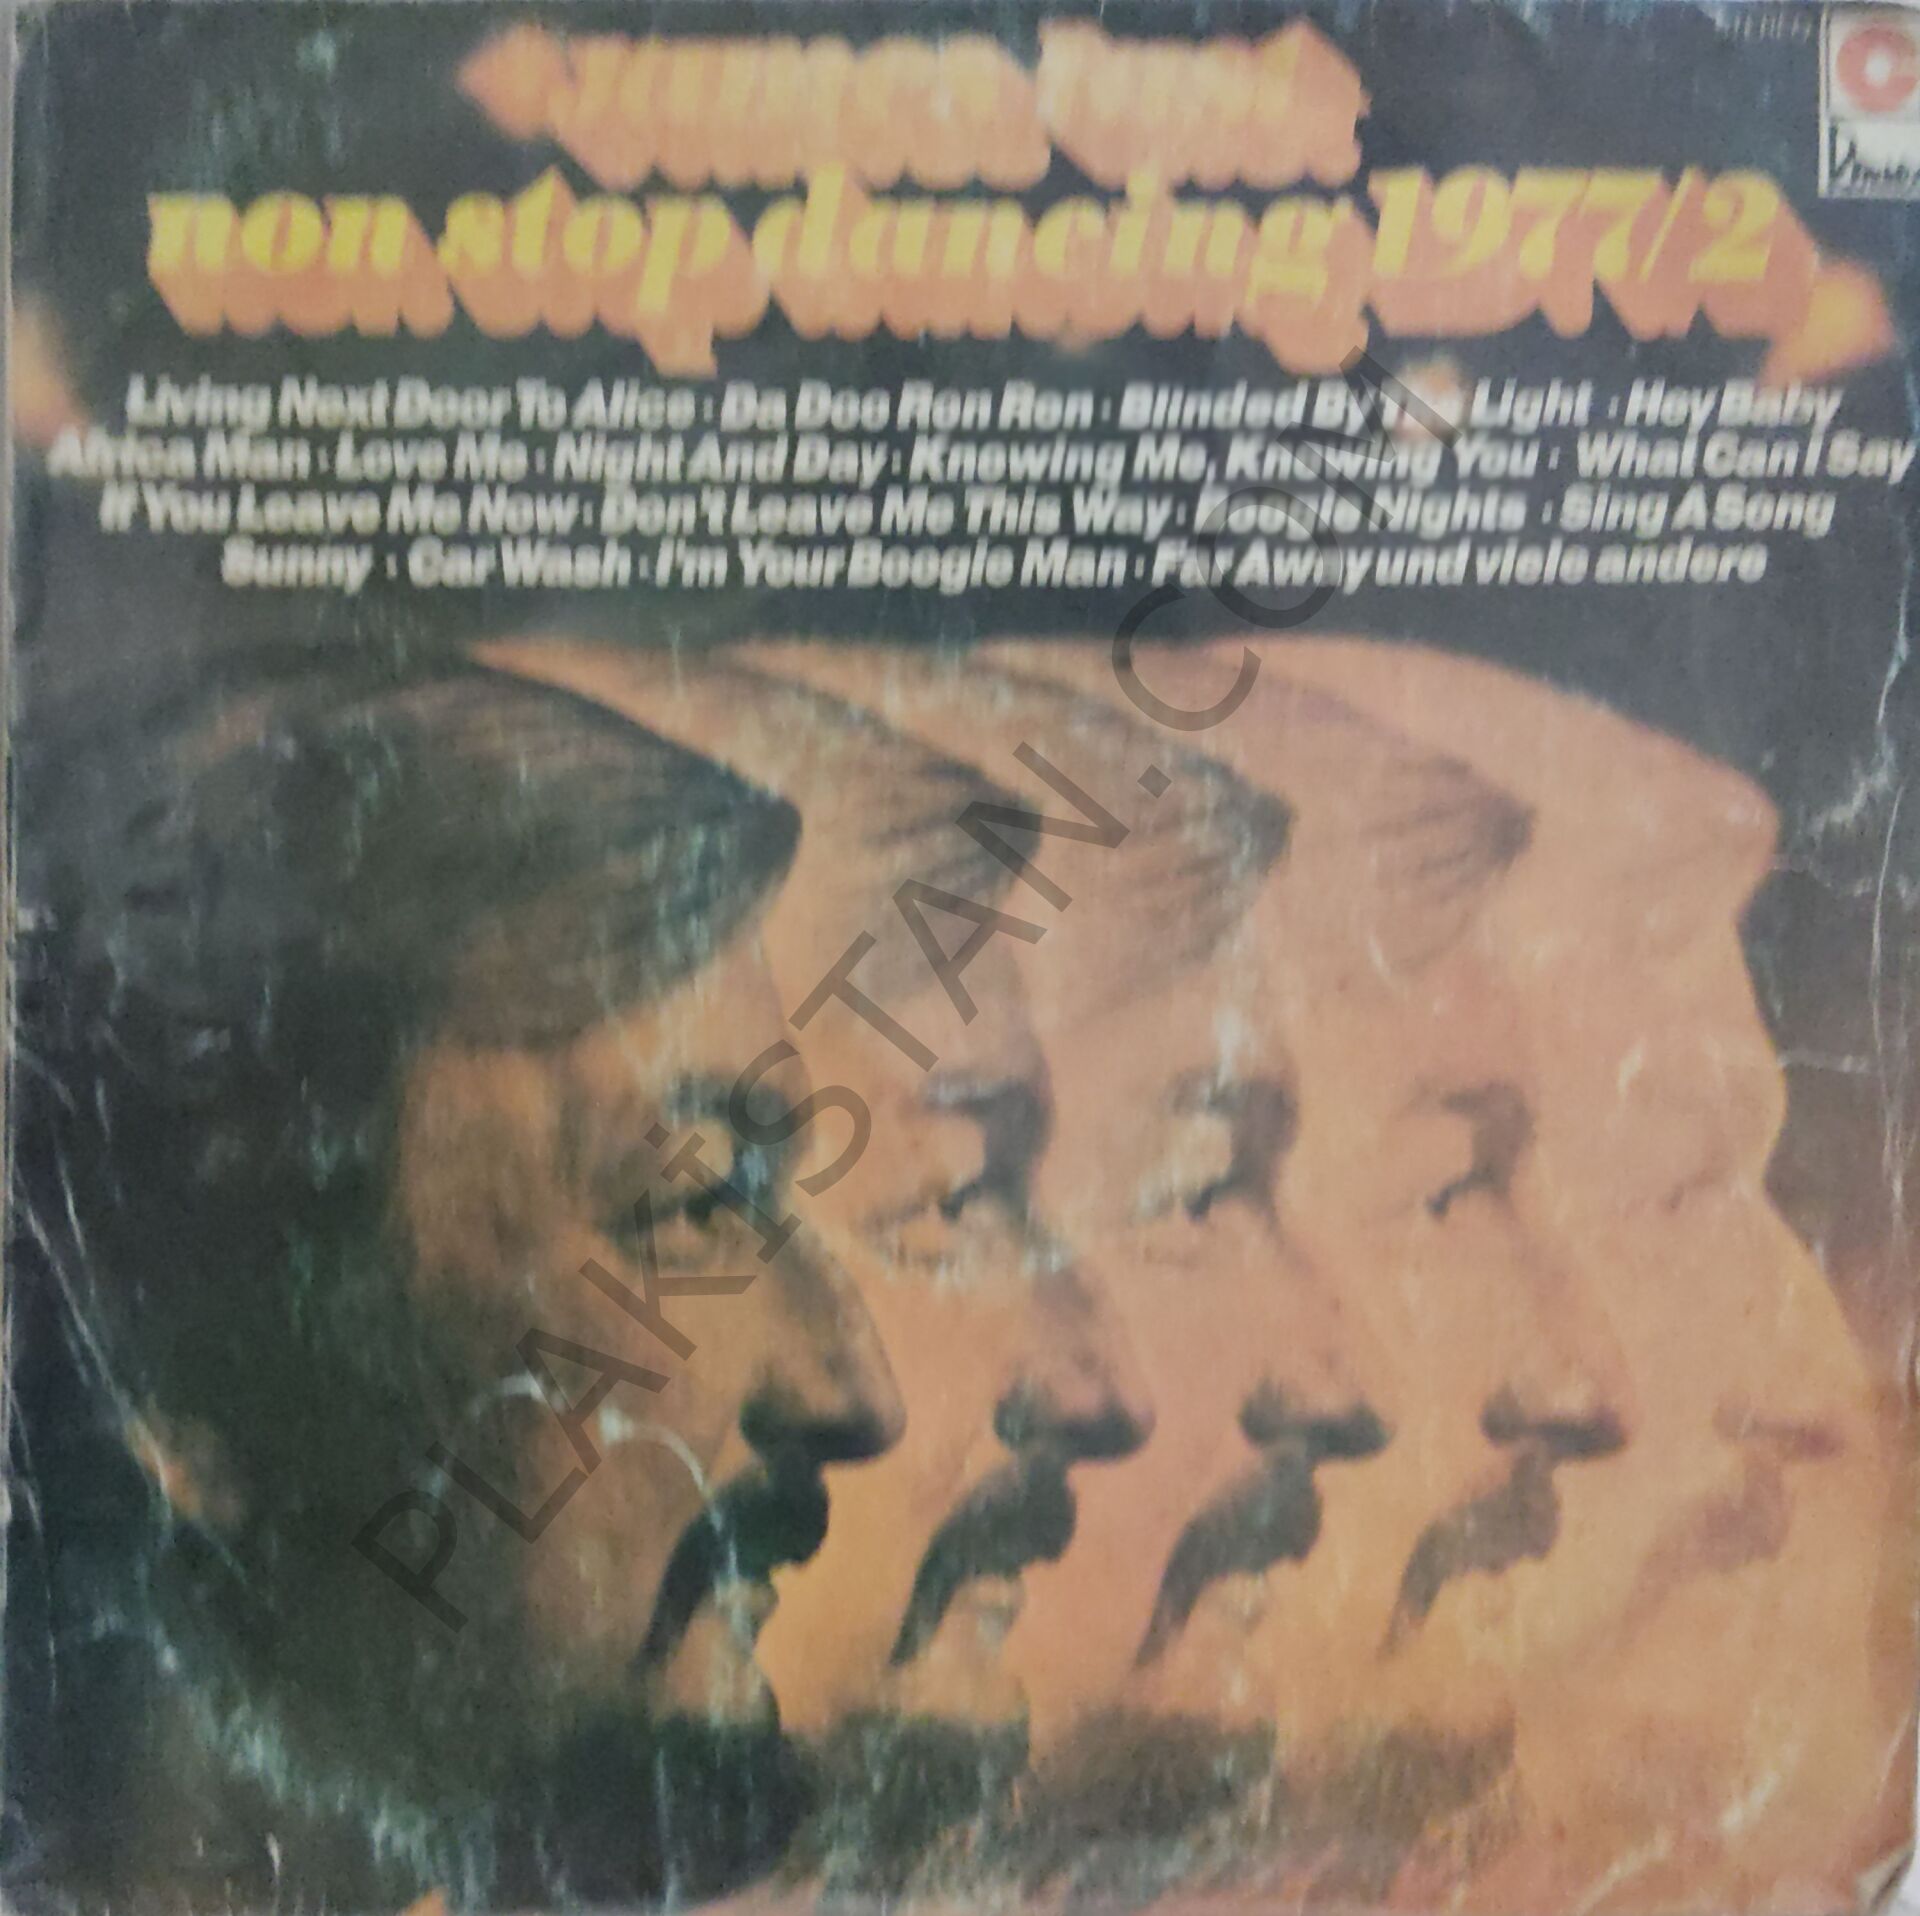 STEREO
james last
non stop dancing 1977/2
Living Next Door To Alice · Da Doo Ron Ron · Blinded By The Light · Hey Baby
Africa Man · Love Me · Night And Day · Knowing Me, Knowing You · What Can I Say
If You Leave Me Now · Don't Leave Me This Way · Boogie Nights · Sing A Song
Sunny · Car Wash · I'm Your Boogie Man · Far Away und viele andere
PLAKİSTAN.COM